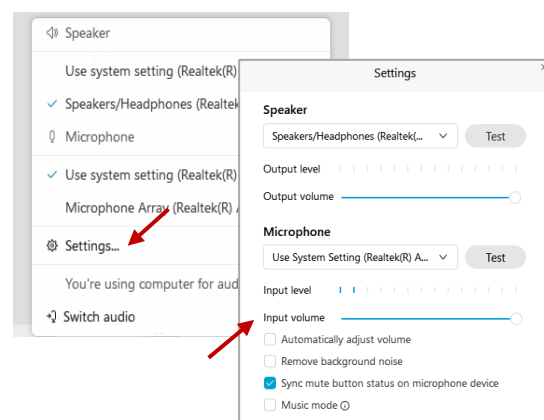 Speaker
Use system setting (Realtek(R)
Speakers/Headphones (Realtek
Microphone
Use system setting (Realtek(R)
Microphone Array (Realtek(R) A
Settings...
You're using computer for aud
Switch audio
Settings
Speaker
Speakers/Headphones (Realtek(...
Test
Output level
Output volume
Microphone
Use System Setting (Realtek(R) A...
Test
Input level
Input volume
Automatically adjust volume
Remove background noise
Sync mute button status on microphone device
Music mode